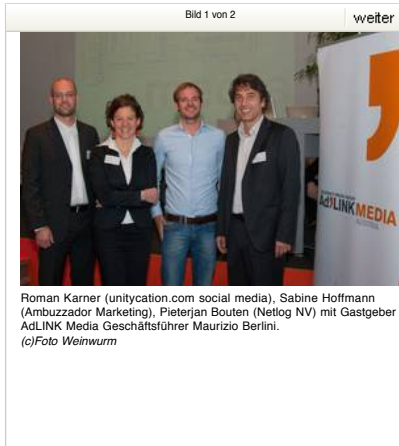 Bild 1 von 2
weiter
AdLINK MEDIA
Roman Karner (unitycation.com social media), Sabine Hoffmann
(Ambuzzador Marketing), Pieterjan Bouten (Netlog NV) mit Gastgeber
AdLINK Media Geschäftsführer Maurizio Berlini.
(c)Foto Weinwurm